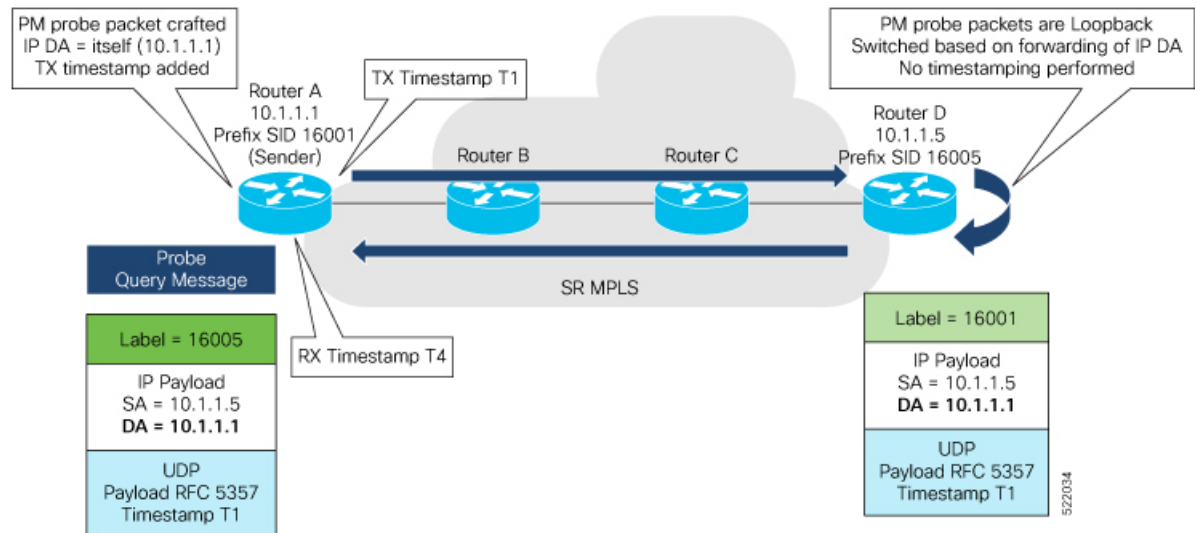 PM probe packet crafted
IP DA = itself (10.1.1.1)
TX timestamp added
Router A
10.1.1.1
Prefix SID 16001
(Sender)
TX Timestamp T1
PM probe packets are Loopback
Switched based on forwarding of IP DA
No timestamping performed
Router B
Router C
Router D
10.1.1.5
Prefix SID 16005
Probe
Query Message
SR MPLS
RX Timestamp T4
Label = 16005
IP Payload
SA = 10.1.1.5
DA = 10.1.1.1
UDP
Payload RFC 5357
Timestamp T1
Label = 16001
IP Payload
SA = 10.1.1.5
DA = 10.1.1.1
UDP
Payload RFC 5357
Timestamp T1
522034